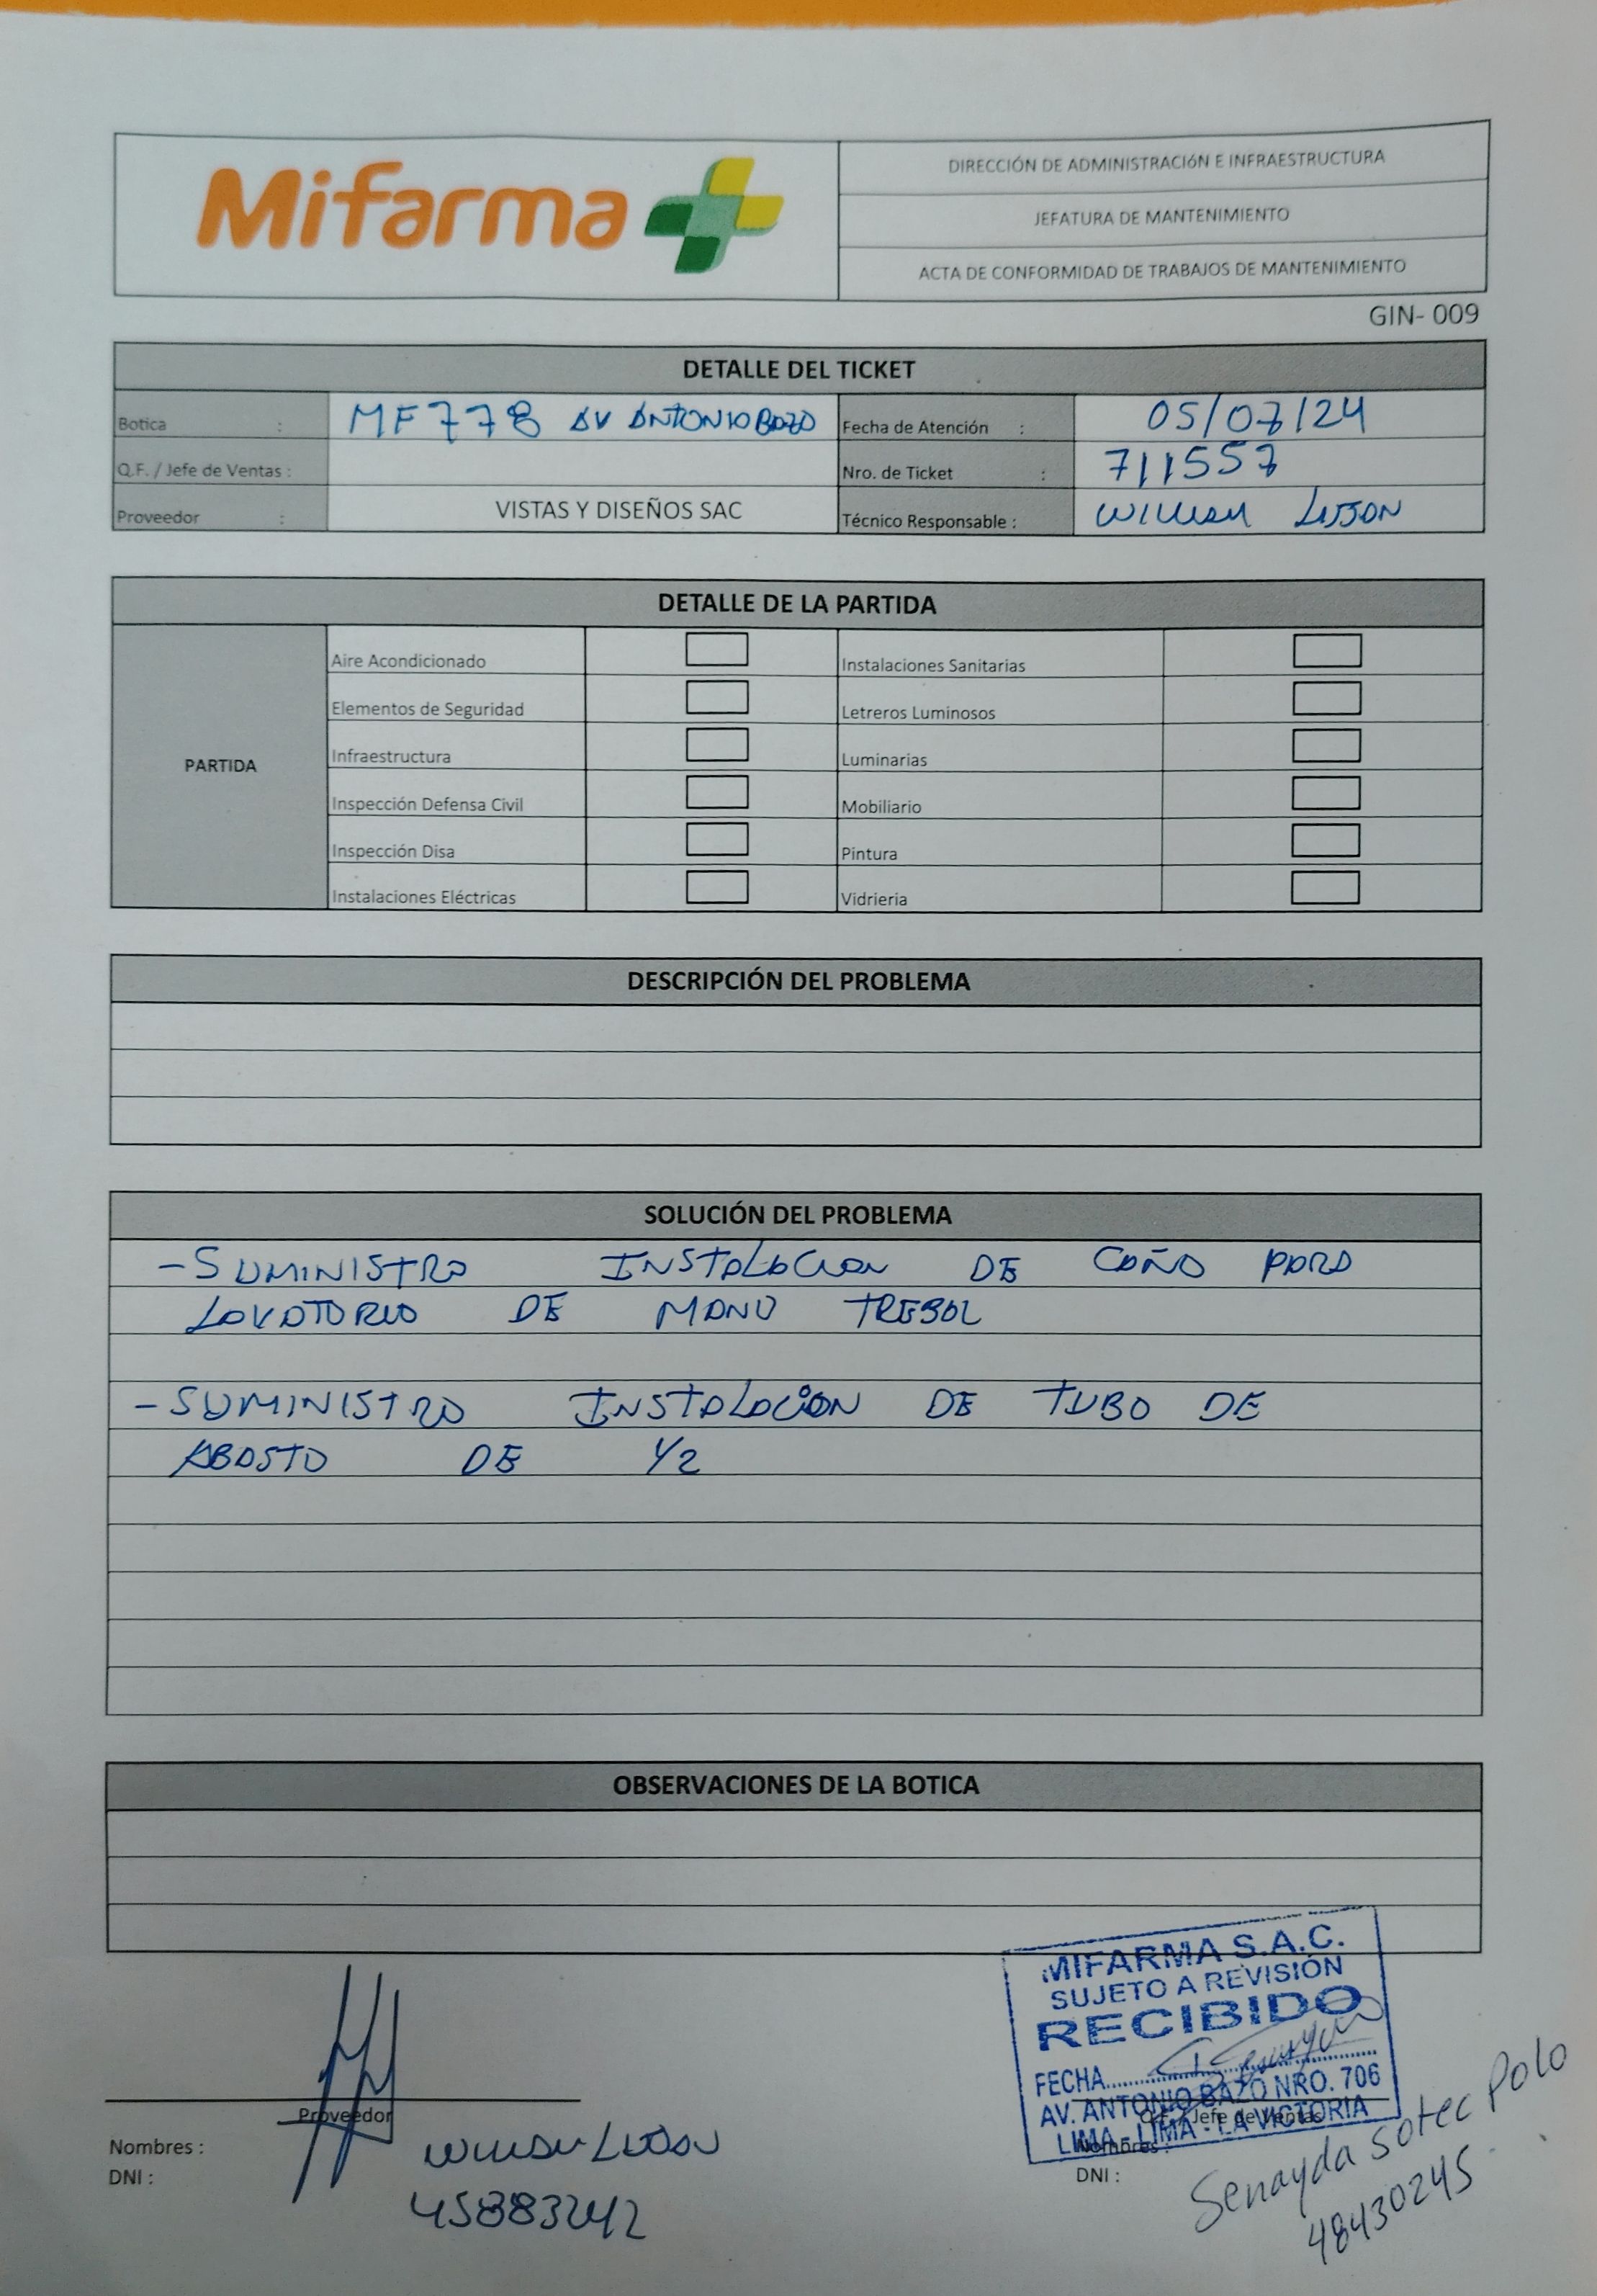 Mifarma
DIRECCIÓN DE ADMINISTRACIÓN E INFRAESTRUCTURA
JEFATURA DE MANTENIMIENTO
ACTA DE CONFORMIDAD DE TRABAJOS DE MANTENIMIENTO
GIN- 009
DETALLE DEL TICKET
Botica : MF778 AV ANTONIO BAZO Fecha de Atención : 05/07/24
Q.F. / Jefe de Ventas : Nro. de Ticket : 711557
Proveedor : VISTAS Y DISEÑOS SAC Técnico Responsable : WILLIAM LUJAN
DETALLE DE LA PARTIDA
PARTIDA
Aire Acondicionado Instalaciones Sanitarias
Elementos de Seguridad Letreros Luminosos
Infraestructura Luminarias
Inspección Defensa Civil Mobiliario
Inspección Disa Pintura
Instalaciones Eléctricas Vidrieria
DESCRIPCIÓN DEL PROBLEMA
SOLUCIÓN DEL PROBLEMA
- SUMINISTRO INSTALACION DE CAÑO PARA
LAVATORIO DE MANO TREBOL
- SUMINISTRO INSTALACION DE TUBO DE
ABASTO DE 1/2
OBSERVACIONES DE LA BOTICA
MIFARMA S.A.C.
SUJETO A REVISIÓN
RECIBIDO
FECHA
AV. ANTONIO BAZO NRO. 706
LIMA - LIMA - LA VICTORIA
Proveedor
Q.F. / Jefe de Ventas
Nombres : WILLIAM LUJAN
DNI : 45883242
Nombres : Senayda Sotec Polo
DNI : 48430245